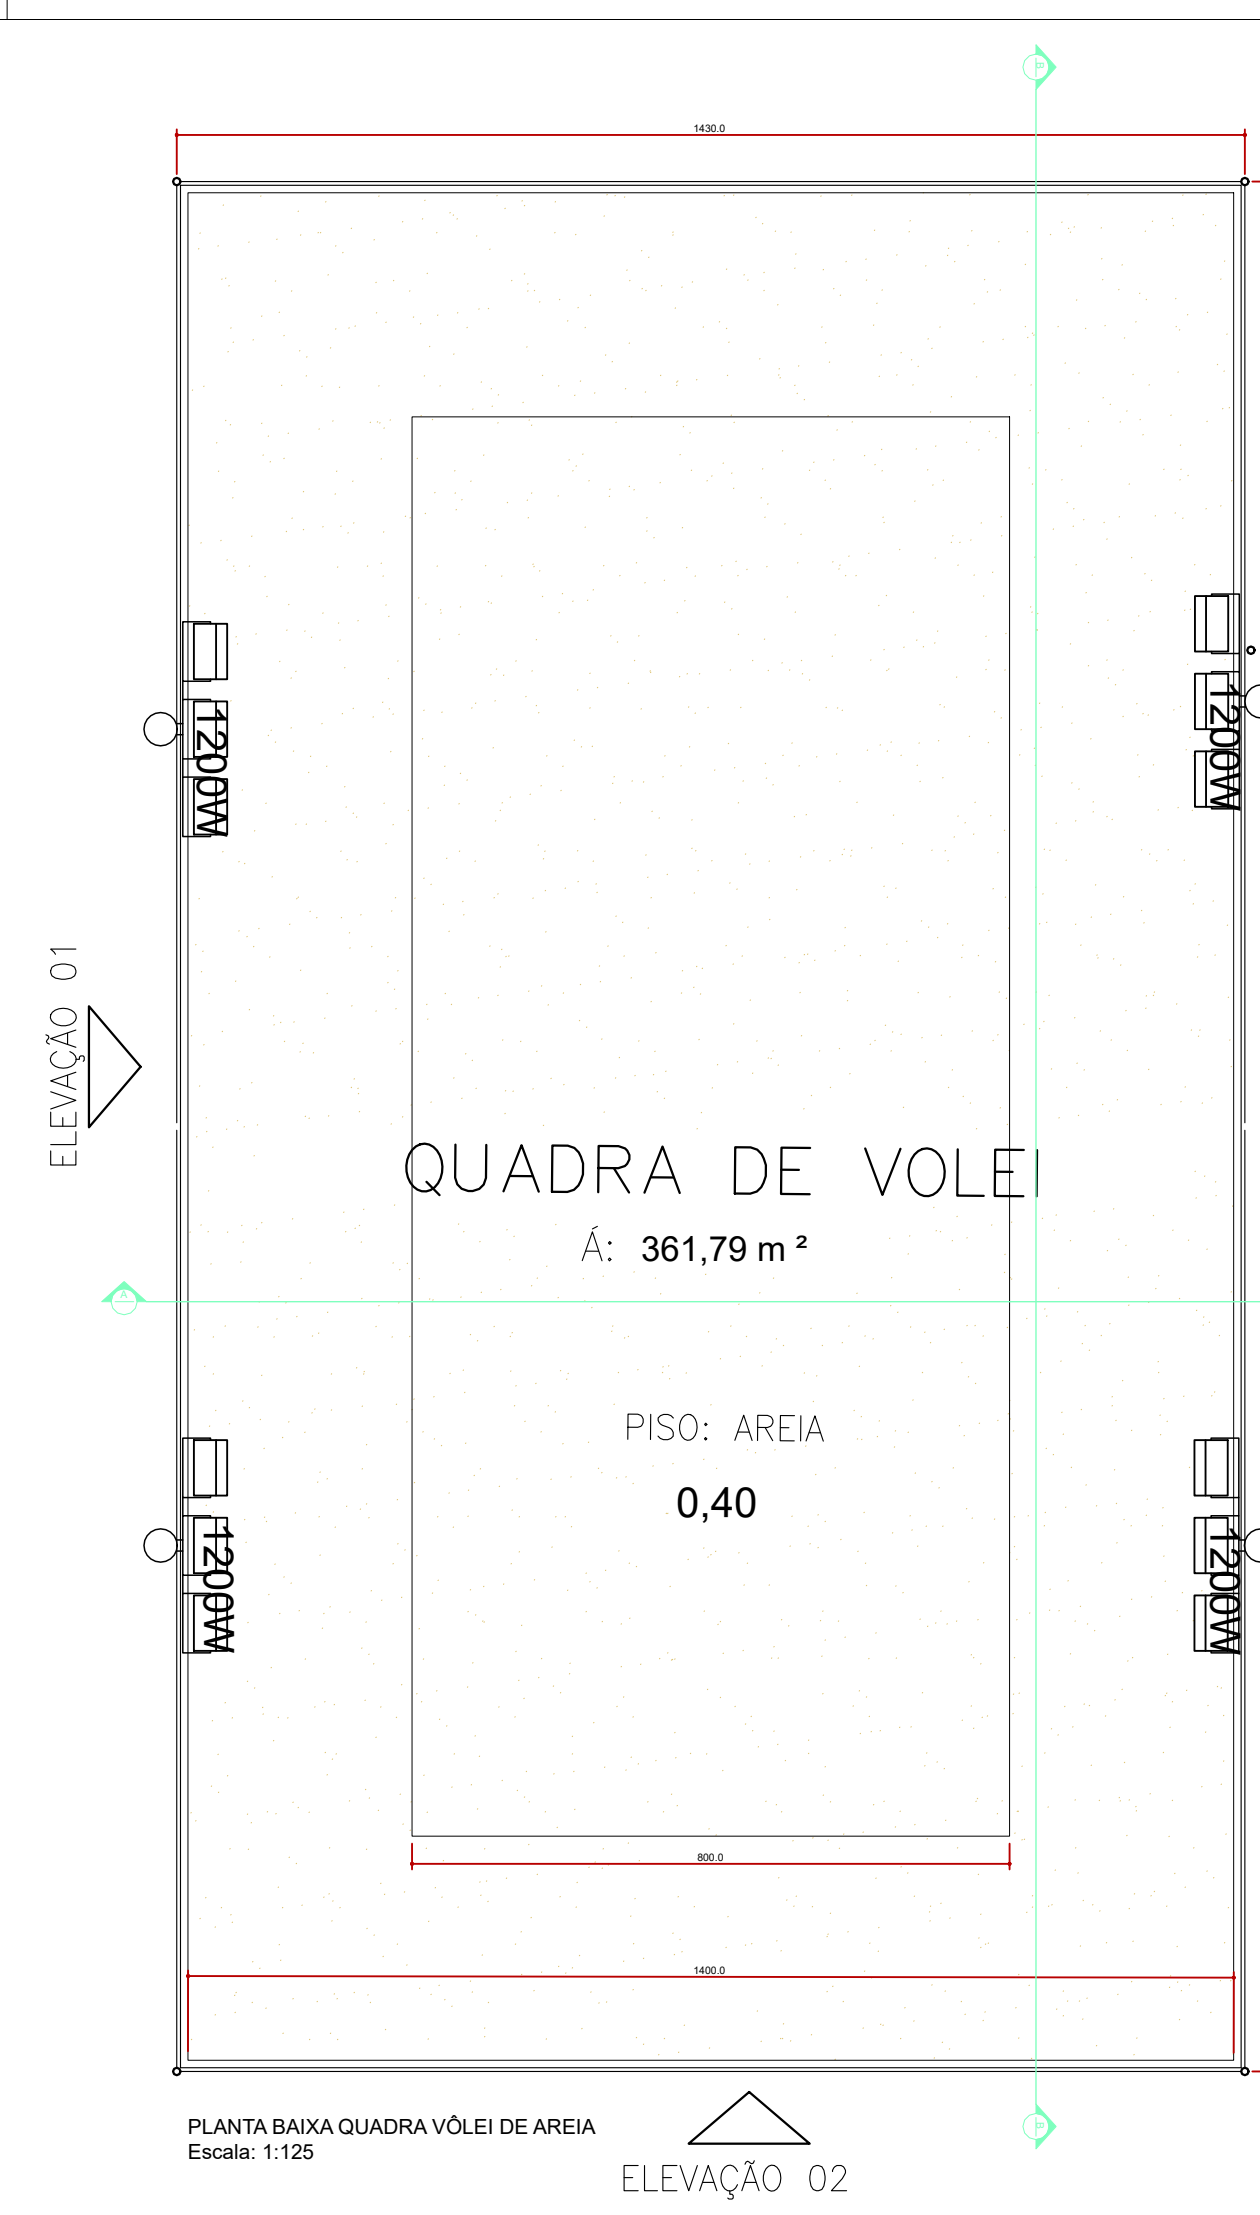 B
1430.0
1200W
1200W
ELEVAÇÃO 01
QUADRA DE VOLEI
Á: 361,79 m ²
A
PISO: AREIA
0,40
1200W
1200W
800.0
1400.0
PLANTA BAIXA QUADRA VÔLEI DE AREIA
Escala: 1:125
B
ELEVAÇÃO 02